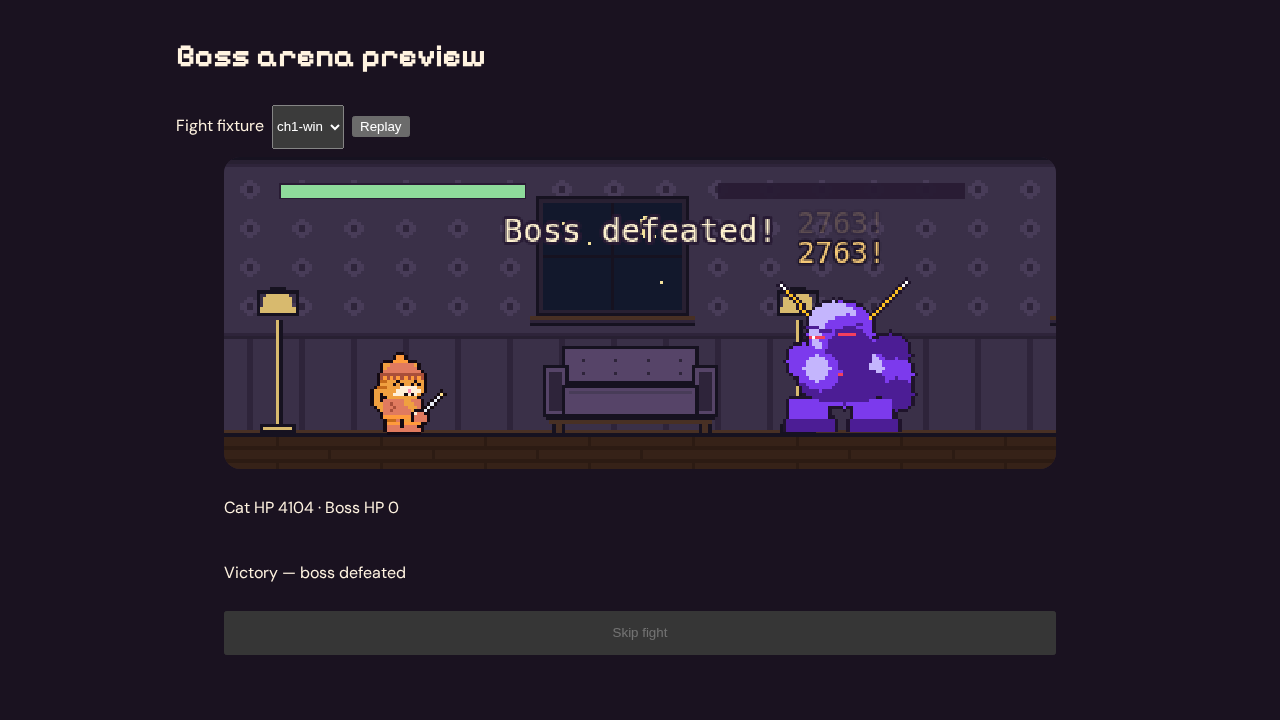 Boss arena preview
Fight fixture ch1-win Replay
2763!
Boss defeated!
2763!
Cat HP 4104 · Boss HP 0
Victory — boss defeated
Skip fight